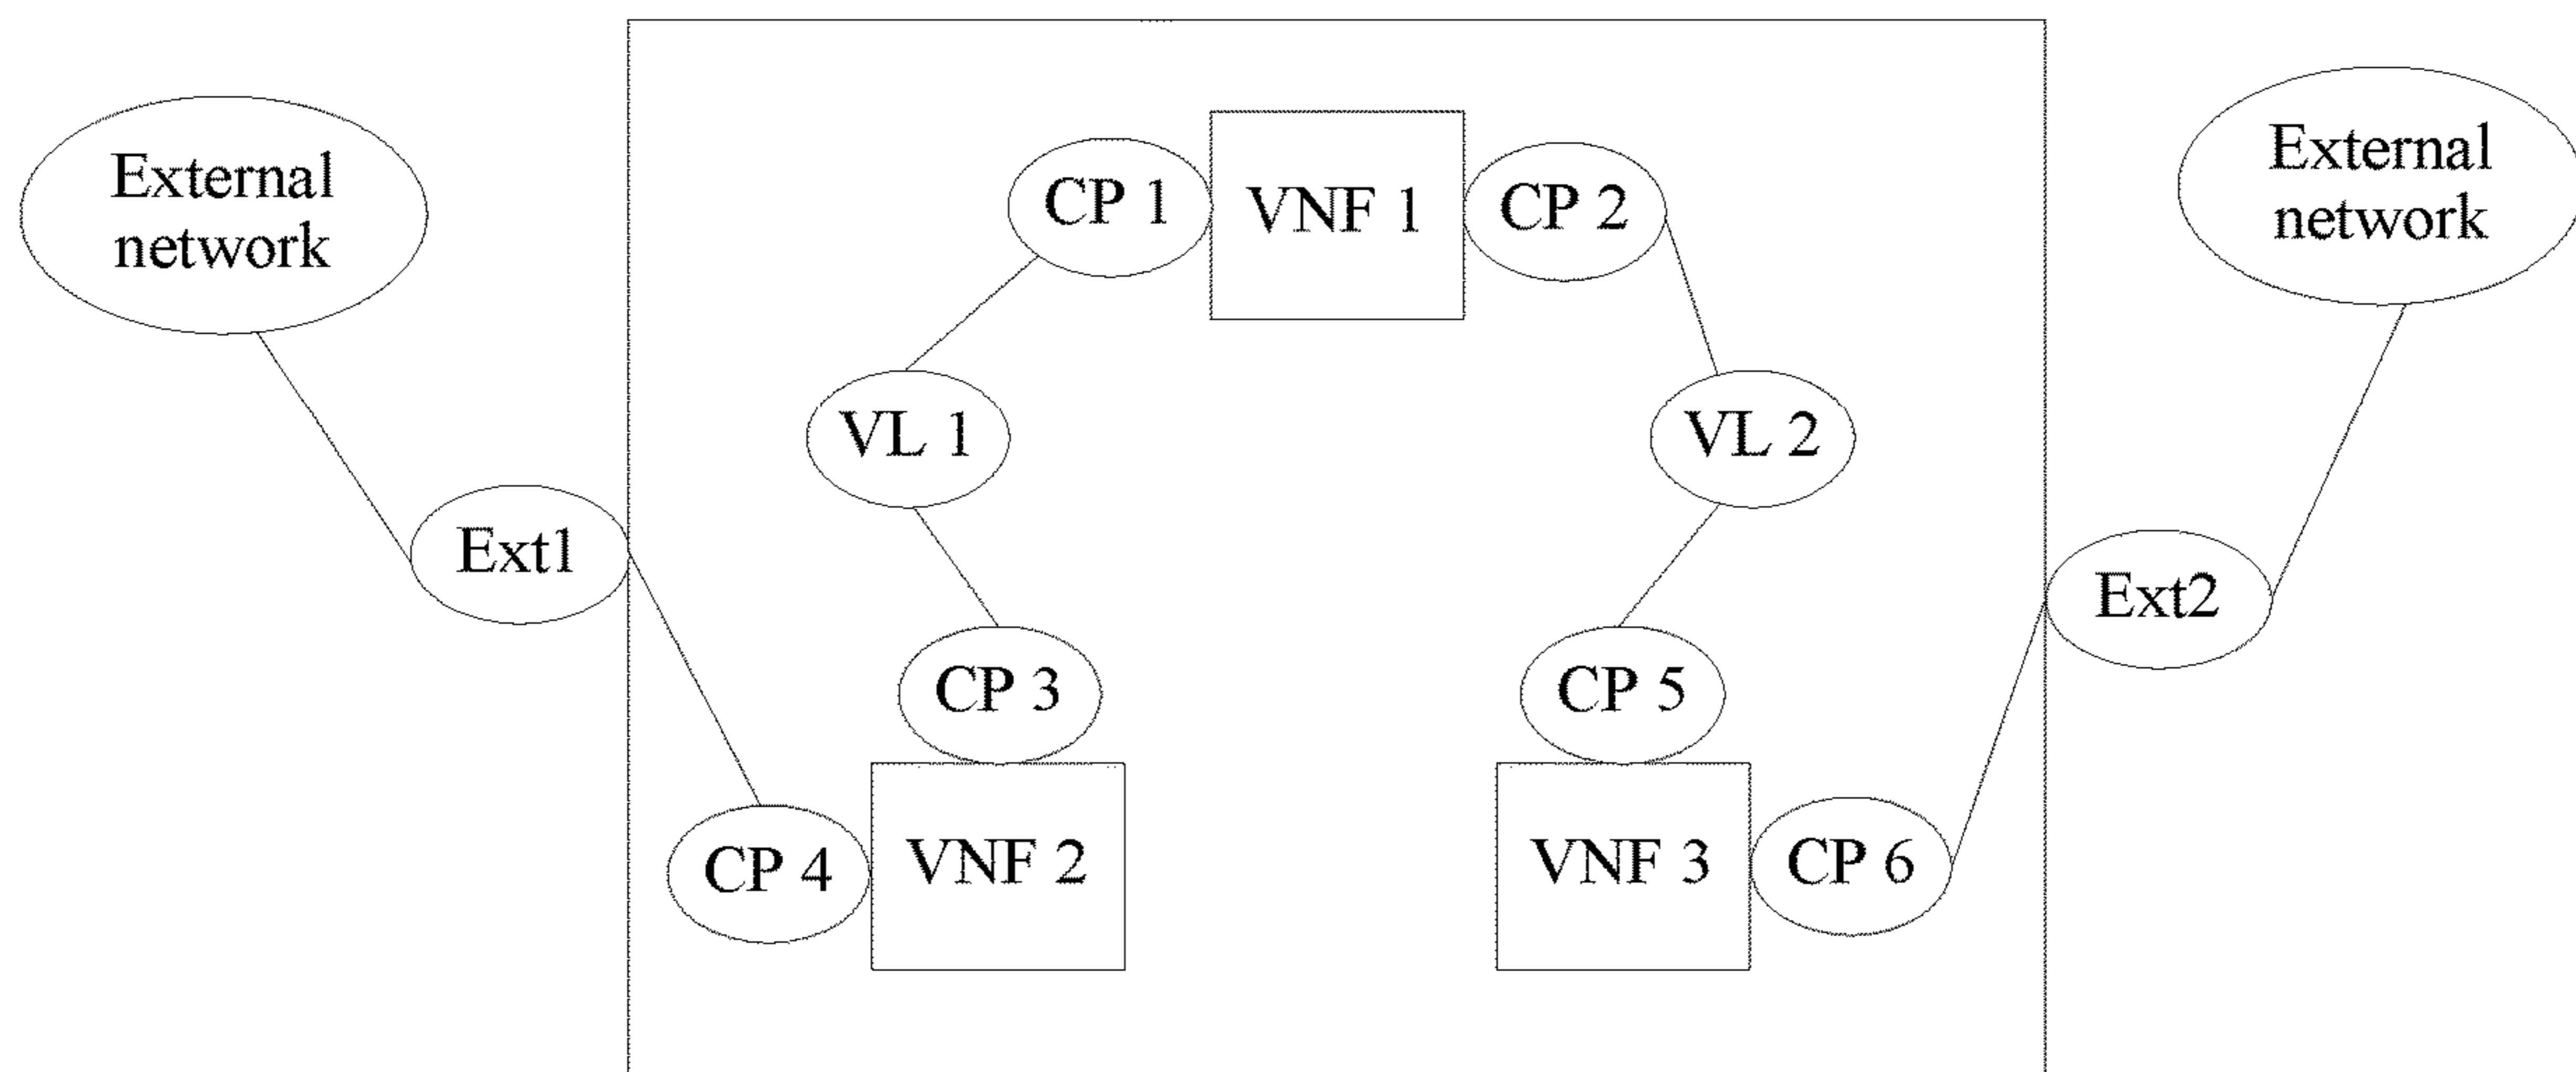 External
network
External
network
CP 1
VNF 1
CP 2
VL 1
VL 2
Ext1
Ext2
CP 3
CP 5
CP 4
VNF 2
VNF 3
CP 6